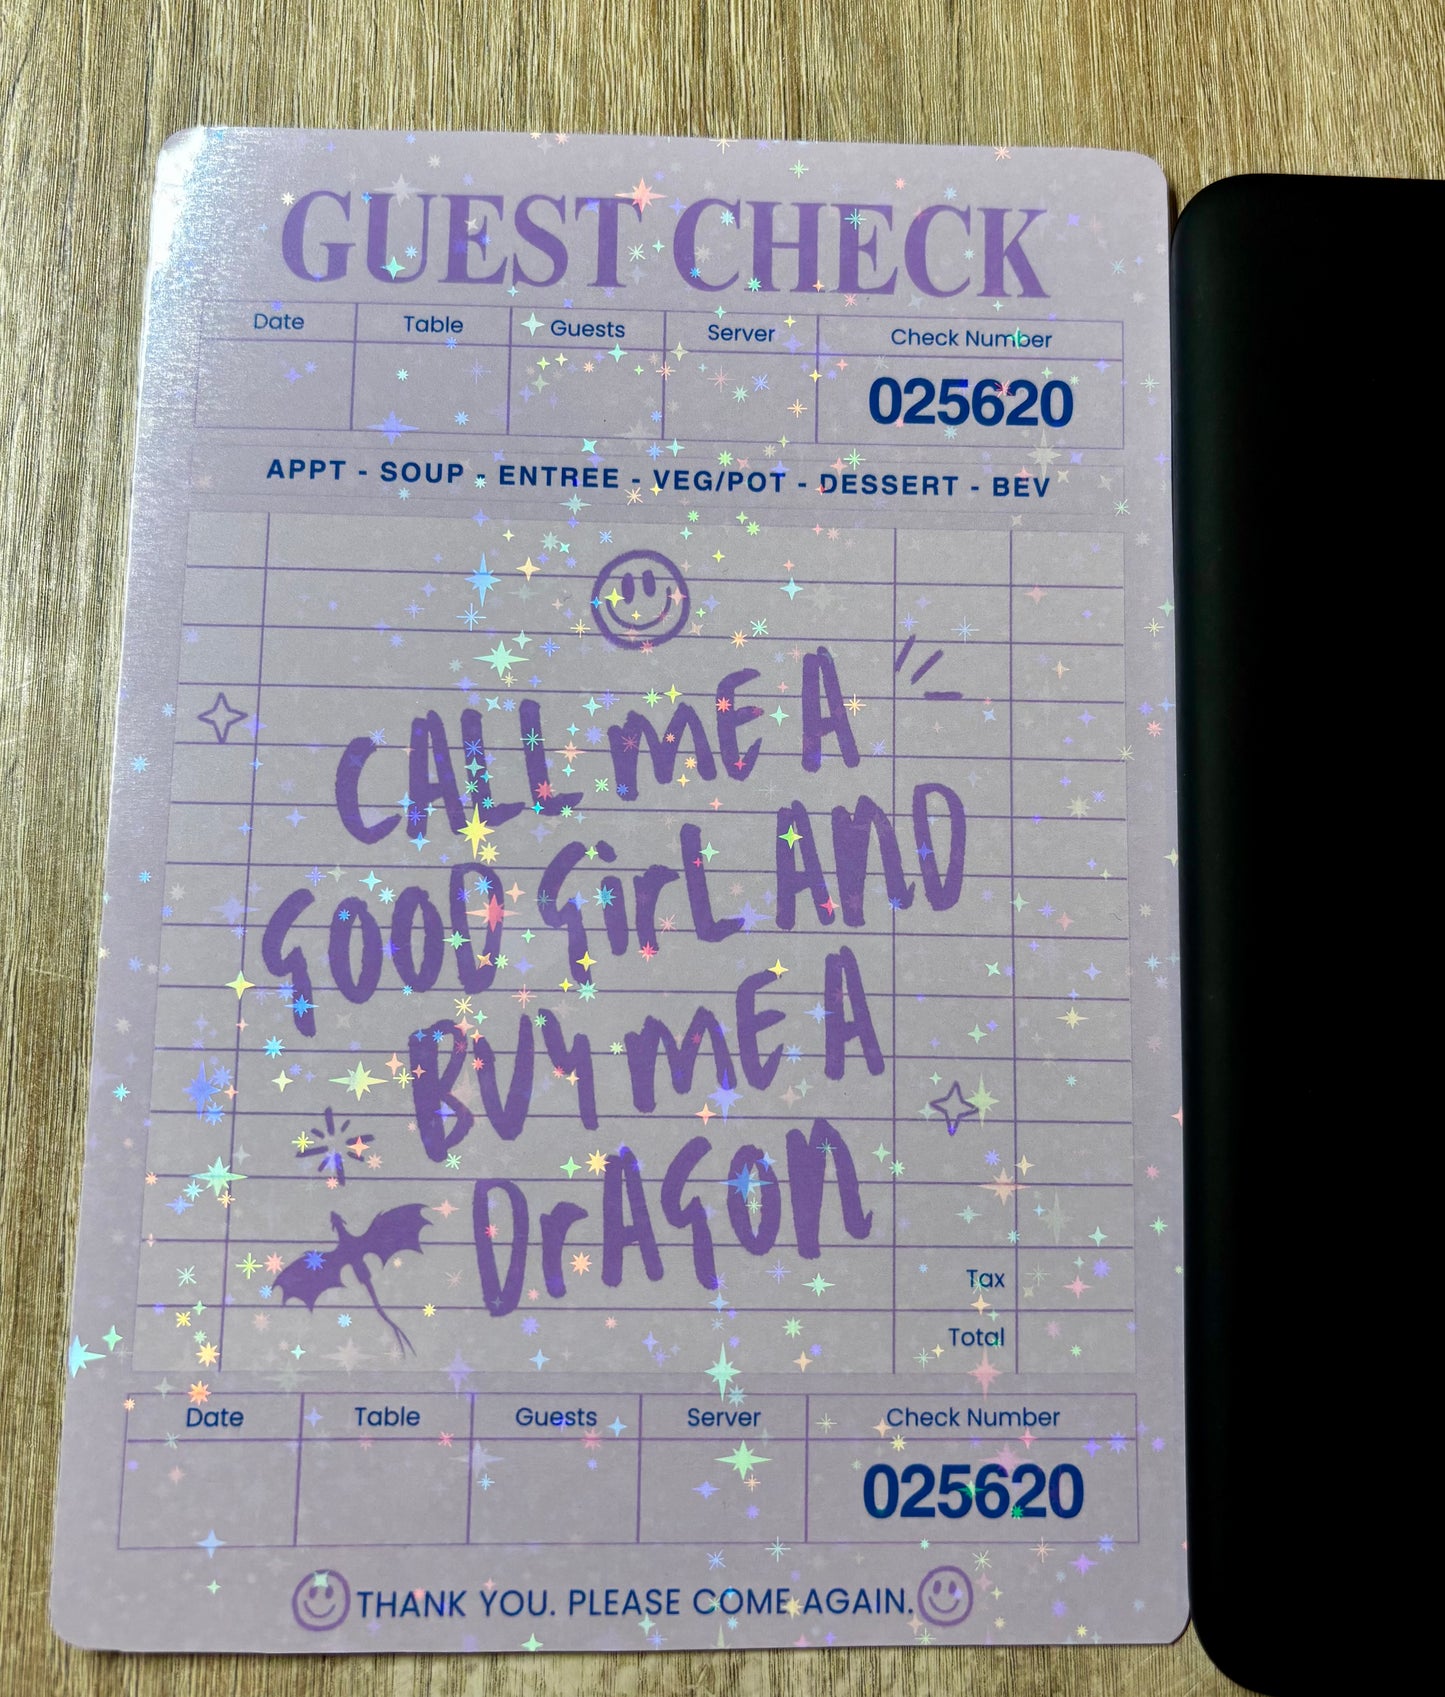 GUEST CHECK
Date Table Guests Server Check Number
025620
APPT - SOUP - ENTREE - VEG/POT - DESSERT - BEV
CALL ME A
GOOD GirL AND
BUY ME A
DrAGON
Tax
Total
Date Table Guests Server Check Number
025620
THANK YOU. PLEASE COME AGAIN.